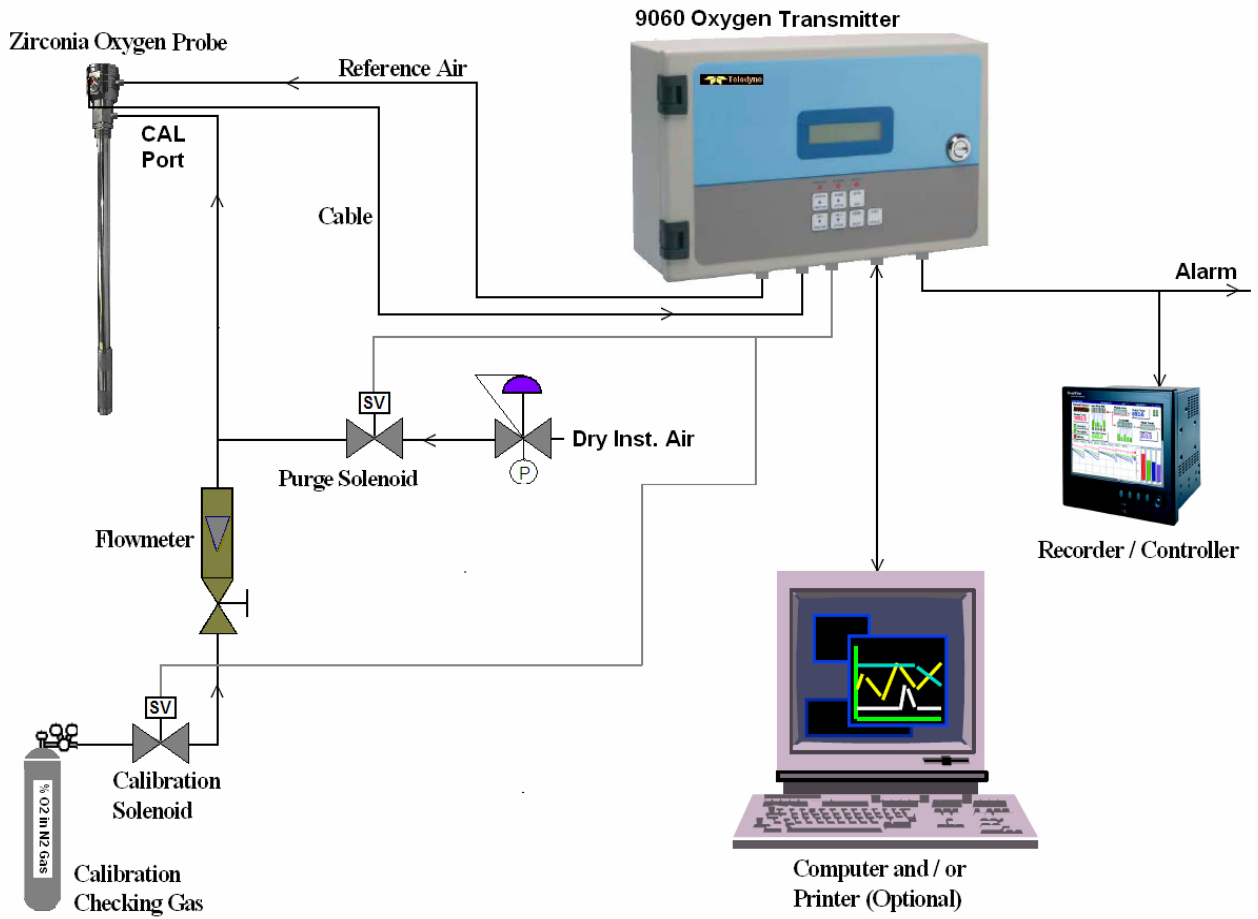 9060 Oxygen Transmitter
Zirconia Oxygen Probe
Reference Air
Teledyne
CAL
Port
Cable
Alarm
SV
Dry Inst. Air
P
Purge Solenoid
Flowmeter
Recorder / Controller
SV
Calibration
Solenoid
% O2 in N2 Gas
Calibration
Checking Gas
Computer and / or
Printer (Optional)